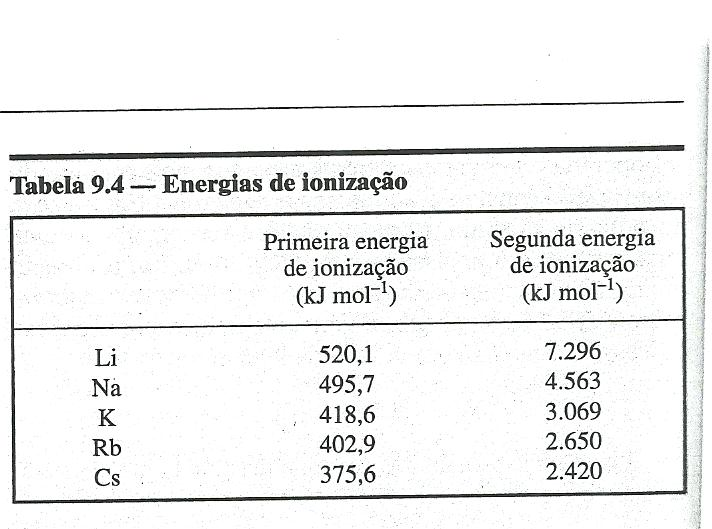 Tabela 9.4 — Energias de ionização
Primeira energia de ionização (kJ mol⁻¹)
Segunda energia de ionização (kJ mol⁻¹)
Li 520,1 7.296
Na 495,7 4.563
K 418,6 3.069
Rb 402,9 2.650
Cs 375,6 2.420